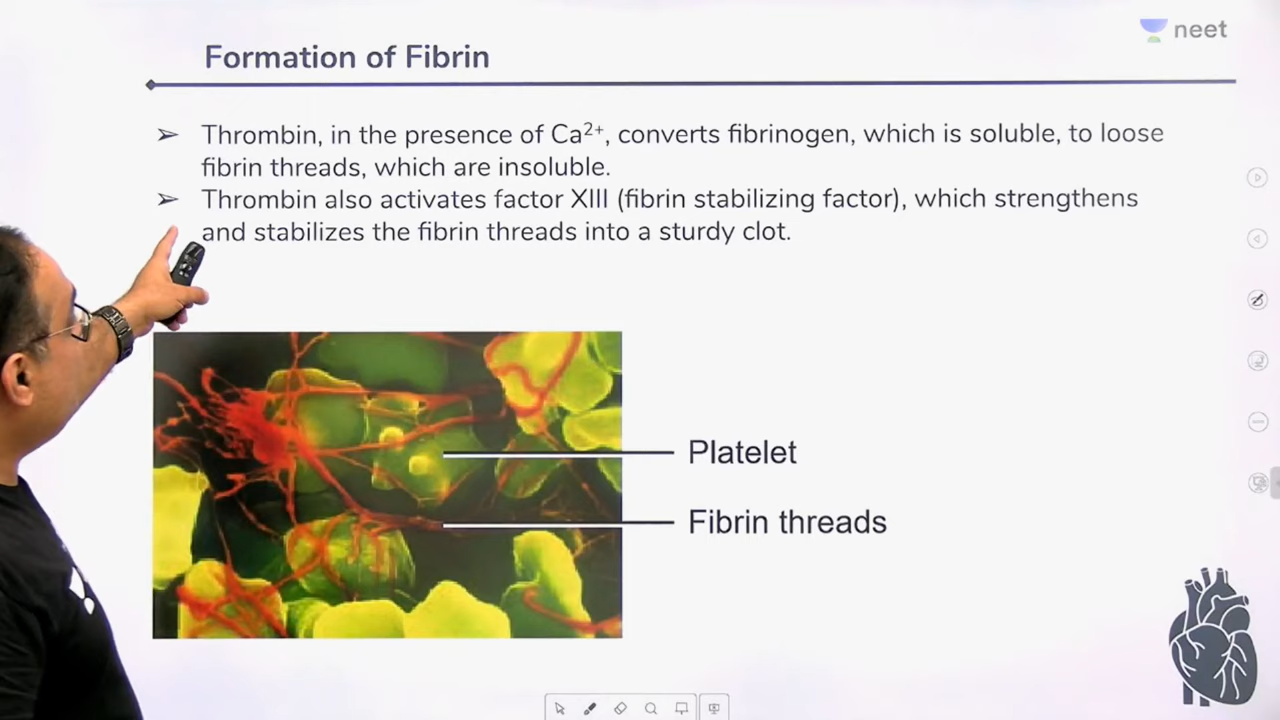 neet
Formation of Fibrin
➢ Thrombin, in the presence of Ca²⁺, converts fibrinogen, which is soluble, to loose
fibrin threads, which are insoluble.
➢ Thrombin also activates factor XIII (fibrin stabilizing factor), which strengthens
and stabilizes the fibrin threads into a sturdy clot.
Platelet
Fibrin threads